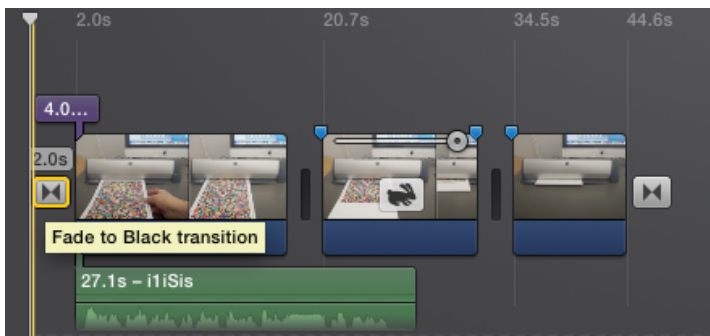 2.0s 20.7s 34.5s 44.6s
4.0...
2.0s
Fade to Black transition
27.1s – i1iSis